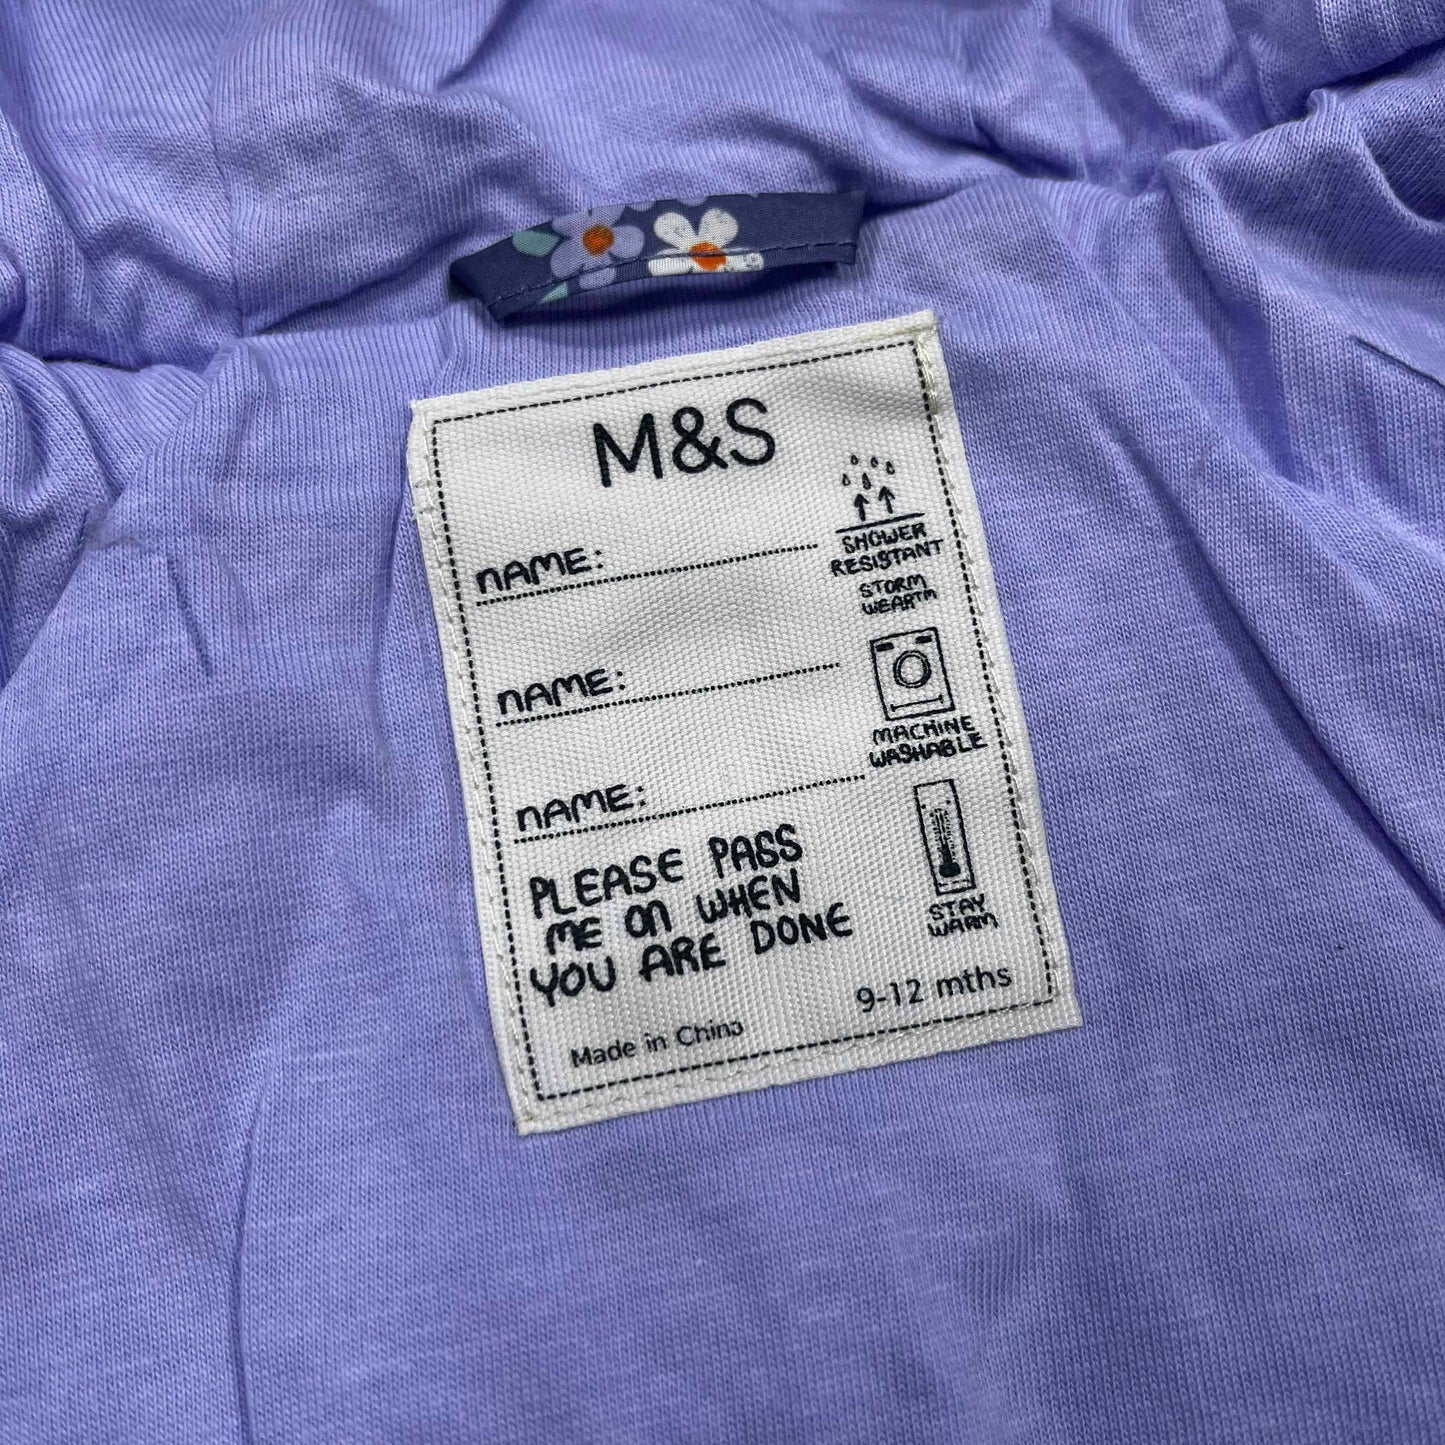 M&S
NAME:
NAME:
NAME:
PLEASE PASS
ME ON WHEN
YOU ARE DONE
Made in China
9-12 mths
SHOWER
RESISTANT
STORM
WEAR™
MACHINE
WASHABLE
STAY
WARM